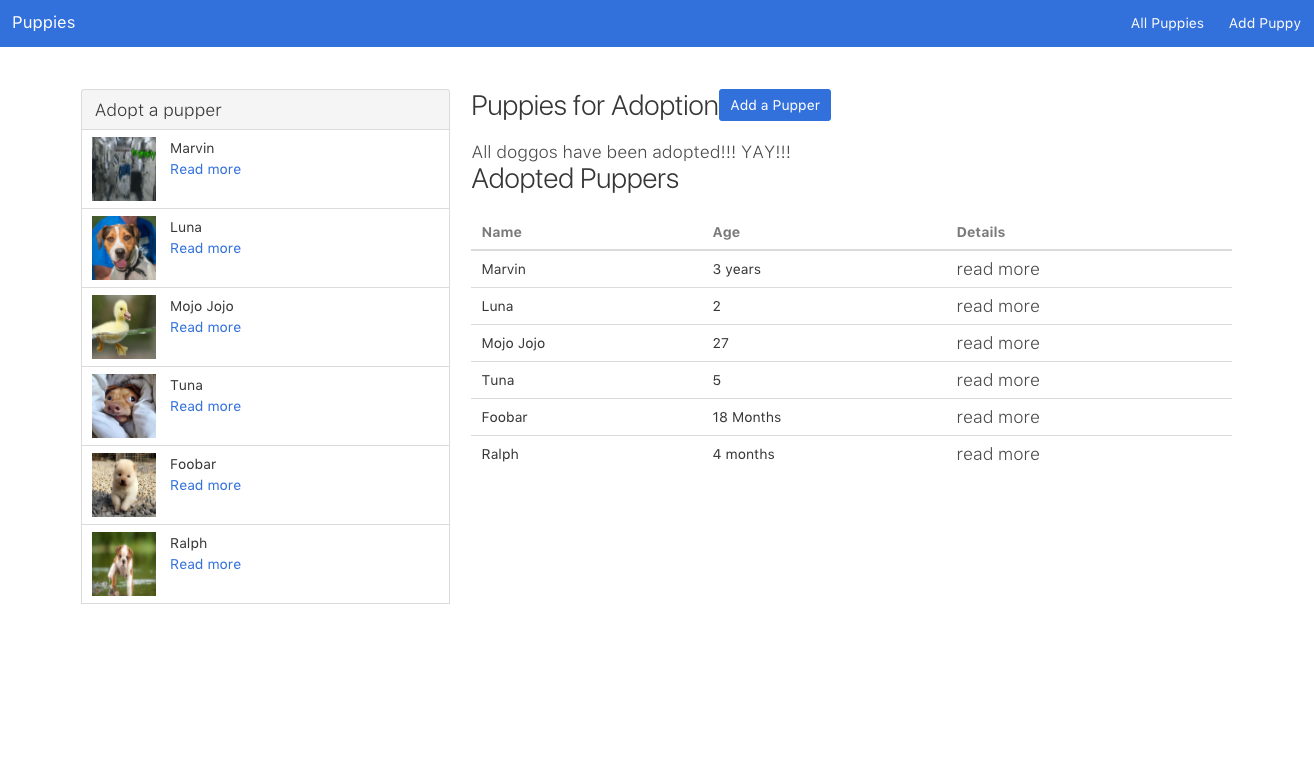 Puppies
All Puppies
Add Puppy
Adopt a pupper
Marvin
Read more
Luna
Read more
Mojo Jojo
Read more
Tuna
Read more
Foobar
Read more
Ralph
Read more
Puppies for Adoption
Add a Pupper
All doggos have been adopted!!! YAY!!!
Adopted Puppers
Name Age Details
Marvin 3 years read more
Luna 2 read more
Mojo Jojo 27 read more
Tuna 5 read more
Foobar 18 Months read more
Ralph 4 months read more